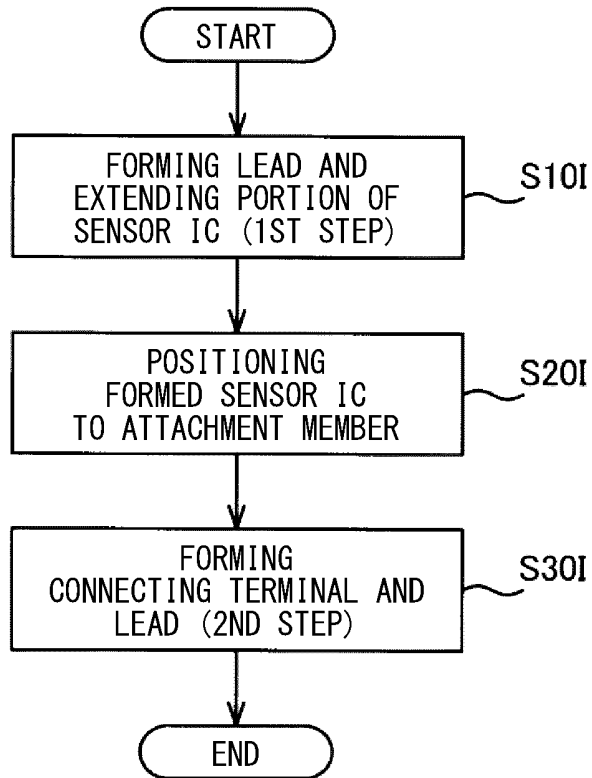 START
FORMING LEAD AND
EXTENDING PORTION OF
SENSOR IC (1ST STEP)
S10I
POSITIONING
FORMED SENSOR IC
TO ATTACHMENT MEMBER
S20I
FORMING
CONNECTING TERMINAL AND
LEAD (2ND STEP)
S30I
END